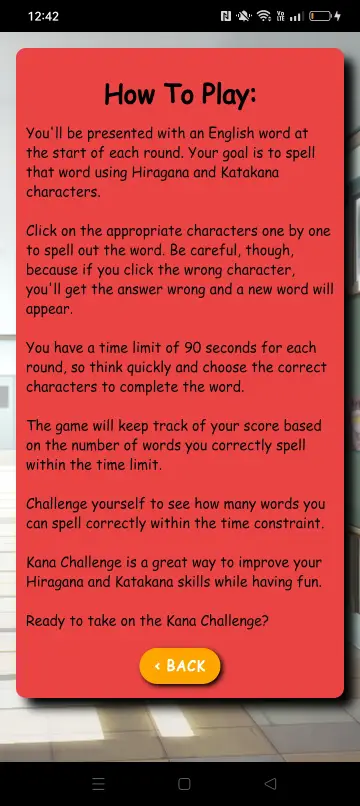 12:42
Vo
LTE
How To Play:
You'll be presented with an English word at
the start of each round. Your goal is to spell
that word using Hiragana and Katakana
characters.
Click on the appropriate characters one by one
to spell out the word. Be careful, though,
because if you click the wrong character,
you'll get the answer wrong and a new word will
appear.
You have a time limit of 90 seconds for each
round, so think quickly and choose the correct
characters to complete the word.
The game will keep track of your score based
on the number of words you correctly spell
within the time limit.
Challenge yourself to see how many words you
can spell correctly within the time constraint.
Kana Challenge is a great way to improve your
Hiragana and Katakana skills while having fun.
Ready to take on the Kana Challenge?
< BACK